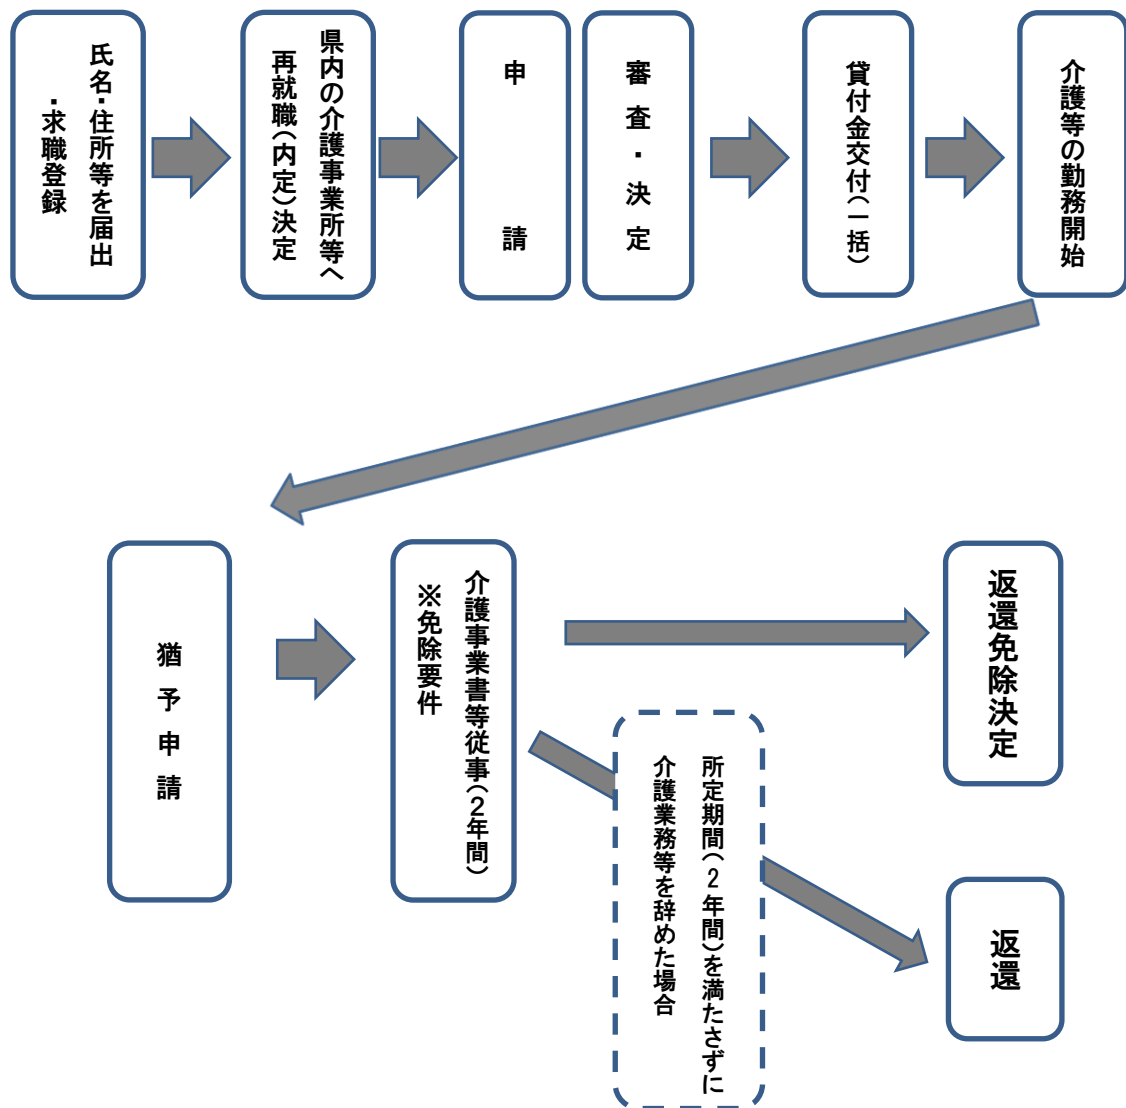 氏名・住所等を届出
・求職登録
県内の介護事業所等へ
再就職(内定)決定
申請
審査・決定
貸付金交付(一括)
介護等の勤務開始
猶予申請
介護事業書等従事(2年間)
※免除要件
返還免除決定
所定期間(2年間)を満たさずに
介護業務等を辞めた場合
返還